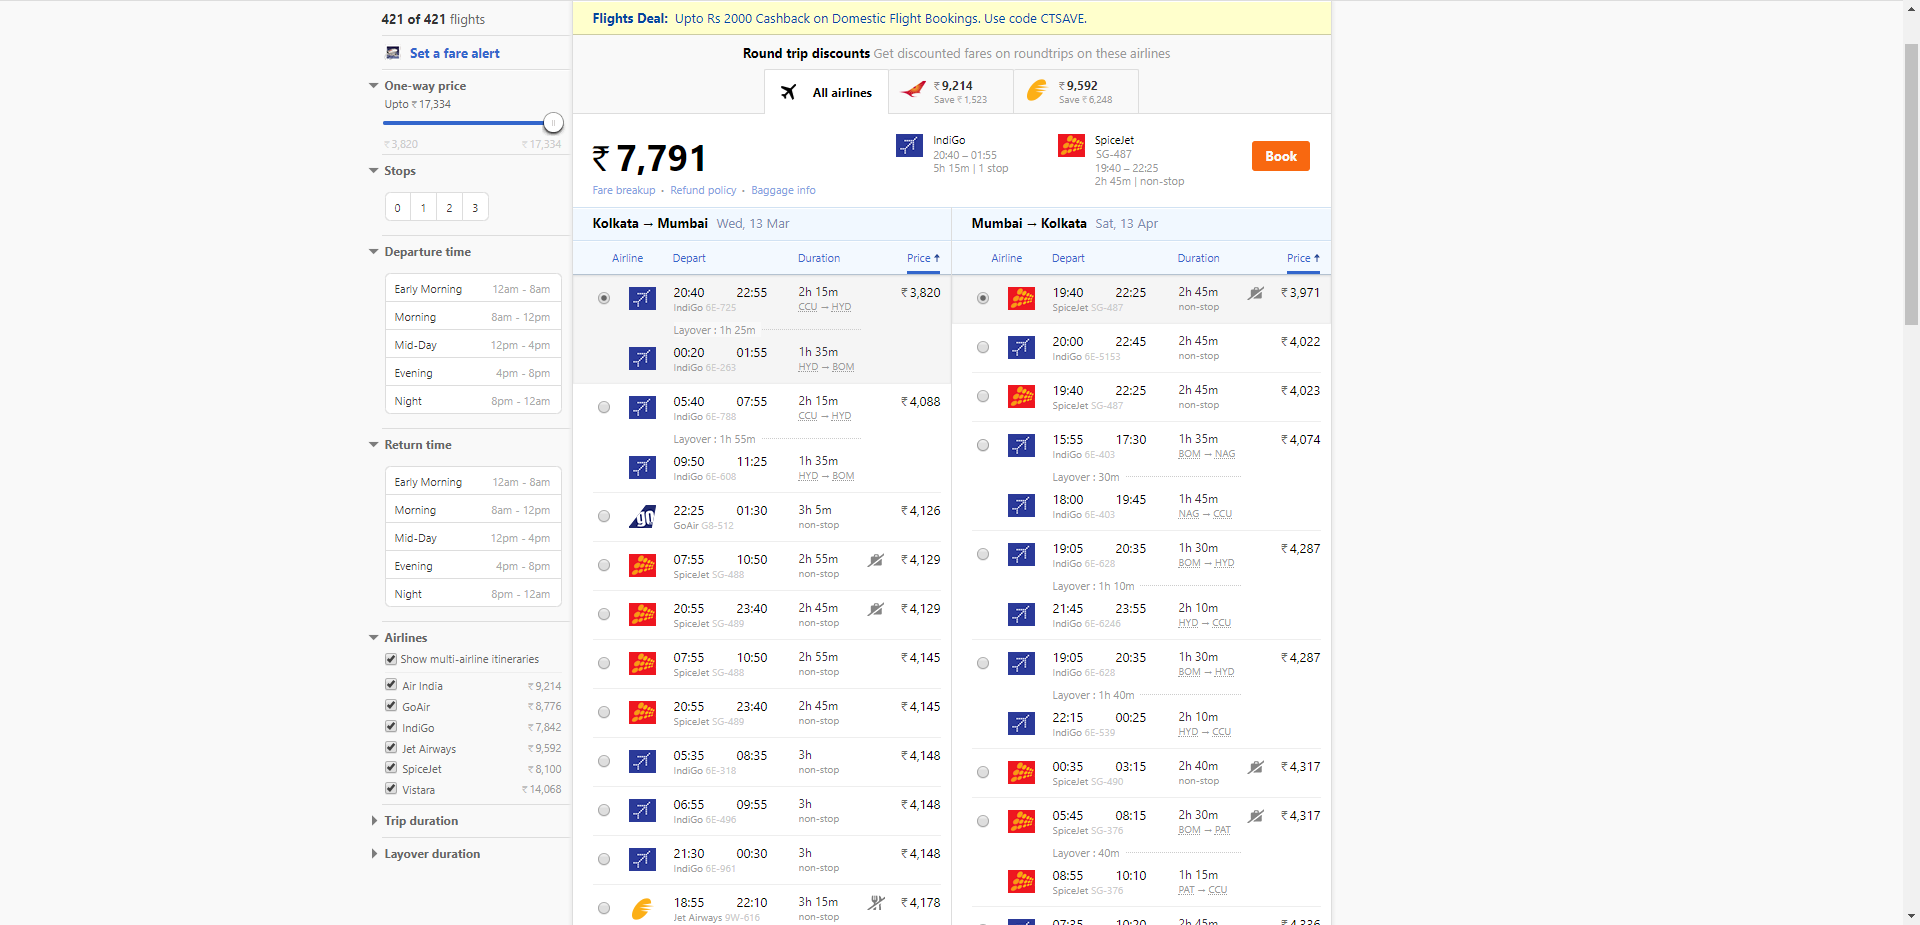 421 of 421 flights
Set a fare alert
One-way price
Upto ₹ 17,334
₹ 3,820 ₹ 17,334
Stops
0 1 2 3
Departure time
Early Morning 12am - 8am
Morning 8am - 12pm
Mid-Day 12pm - 4pm
Evening 4pm - 8pm
Night 8pm - 12am
Return time
Early Morning 12am - 8am
Morning 8am - 12pm
Mid-Day 12pm - 4pm
Evening 4pm - 8pm
Night 8pm - 12am
Airlines
Show multi-airline itineraries
Air India ₹ 9,214
GoAir ₹ 8,776
IndiGo ₹ 7,842
Jet Airways ₹ 9,592
SpiceJet ₹ 8,100
Vistara ₹ 14,068
Trip duration
Layover duration
Flights Deal: Upto Rs 2000 Cashback on Domestic Flight Bookings. Use code CTSAVE.
Round trip discounts Get discounted fares on roundtrips on these airlines
All airlines
₹ 9,214
Save ₹ 1,523
₹ 9,592
Save ₹ 6,248
₹ 7,791
Fare breakup • Refund policy • Baggage info
IndiGo
20:40 – 01:55
5h 15m | 1 stop
SpiceJet
SG-487
19:40 – 22:25
2h 45m | non-stop
Book
Kolkata → Mumbai Wed, 13 Mar
Airline Depart Duration Price ↑
20:40 22:55 2h 15m ₹ 3,820
IndiGo 6E-725 CCU → HYD
Layover : 1h 25m
00:20 01:55 1h 35m
IndiGo 6E-263 HYD → BOM
05:40 07:55 2h 15m ₹ 4,088
IndiGo 6E-788 CCU → HYD
Layover : 1h 55m
09:50 11:25 1h 35m
IndiGo 6E-608 HYD → BOM
go 22:25 01:30 3h 5m ₹ 4,126
GoAir G8-512 non-stop
07:55 10:50 2h 55m ₹ 4,129
SpiceJet SG-488 non-stop
20:55 23:40 2h 45m ₹ 4,129
SpiceJet SG-489 non-stop
07:55 10:50 2h 55m ₹ 4,145
SpiceJet SG-488 non-stop
20:55 23:40 2h 45m ₹ 4,145
SpiceJet SG-489 non-stop
05:35 08:35 3h ₹ 4,148
IndiGo 6E-318 non-stop
06:55 09:55 3h ₹ 4,148
IndiGo 6E-496 non-stop
21:30 00:30 3h ₹ 4,148
IndiGo 6E-961 non-stop
18:55 22:10 3h 15m ₹ 4,178
Jet Airways 9W-616 non-stop
Mumbai → Kolkata Sat, 13 Apr
Airline Depart Duration Price ↑
19:40 22:25 2h 45m ₹ 3,971
SpiceJet SG-487 non-stop
20:00 22:45 2h 45m ₹ 4,022
IndiGo 6E-5153 non-stop
19:40 22:25 2h 45m ₹ 4,023
SpiceJet SG-487 non-stop
15:55 17:30 1h 35m ₹ 4,074
IndiGo 6E-403 BOM → NAG
Layover : 30m
18:00 19:45 1h 45m
IndiGo 6E-403 NAG → CCU
19:05 20:35 1h 30m ₹ 4,287
IndiGo 6E-628 BOM → HYD
Layover : 1h 10m
21:45 23:55 2h 10m
IndiGo 6E-6246 HYD → CCU
19:05 20:35 1h 30m ₹ 4,287
IndiGo 6E-628 BOM → HYD
Layover : 1h 40m
22:15 00:25 2h 10m
IndiGo 6E-539 HYD → CCU
00:35 03:15 2h 40m ₹ 4,317
SpiceJet SG-490 non-stop
05:45 08:15 2h 30m ₹ 4,317
SpiceJet SG-376 BOM → PAT
Layover : 40m
08:55 10:10 1h 15m
SpiceJet SG-376 PAT → CCU
07:35 10:20 2h 45m ₹ 4,336